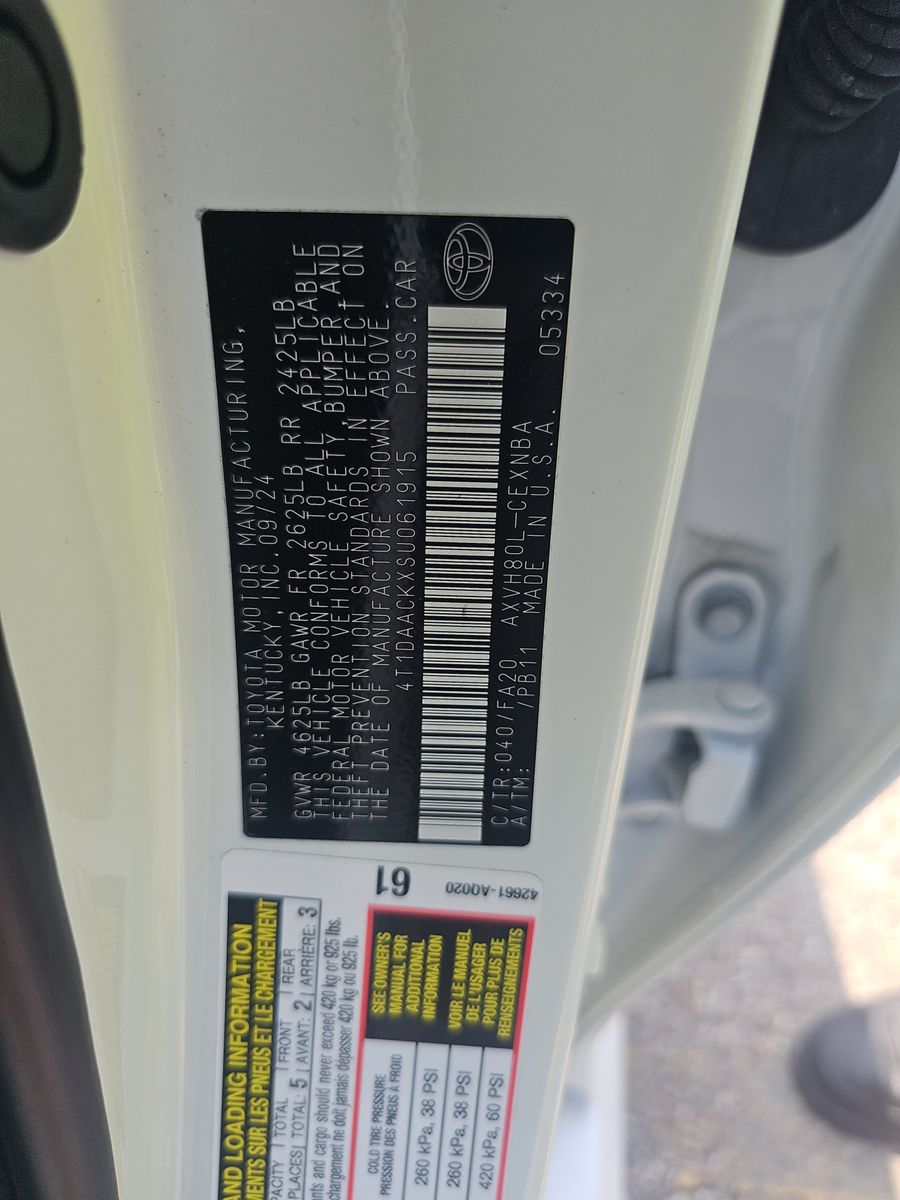 MFD.BY:TOYOTA MOTOR MANUFACTURING,
KENTUCKY, INC. 09/24
GVWR 4625LB GAWR FR 2625LB RR 2425LB
THIS VEHICLE CONFORMS TO ALL APPLICABLE
FEDERAL MOTOR VEHICLE SAFETY, BUMPER, AND
THEFT PREVENTION STANDARDS IN EFFECT ON
THE DATE OF MANUFACTURE SHOWN ABOVE.
4T1DAACKXSU061915 PASS.CAR
C/TR:040/FA20 AXVH80L-CEXNBA
A/TM: /PB11 MADE IN U.S.A. 05334
61
42661-AQ020
AND LOADING INFORMATION
MENTS SUR LES PNEUS ET LE CHARGEMENT
PACITY TOTAL FRONT REAR
PLACES TOTAL: 5 AVANT: 2 ARRIÈRE: 3
nts and cargo should never exceed 420 kg or 925 lbs.
chargement ne doit jamais dépasser 420 kg ou 925 lb.
COLD TIRE PRESSURE
PRESSION DES PNEUS À FROID
260 kPa, 38 PSI
260 kPa, 38 PSI
420 kPa, 60 PSI
SEE OWNER'S
MANUAL FOR
ADDITIONAL
INFORMATION
VOIR LE MANUEL
DE L'USAGER
POUR PLUS DE
RENSEIGNEMENTS